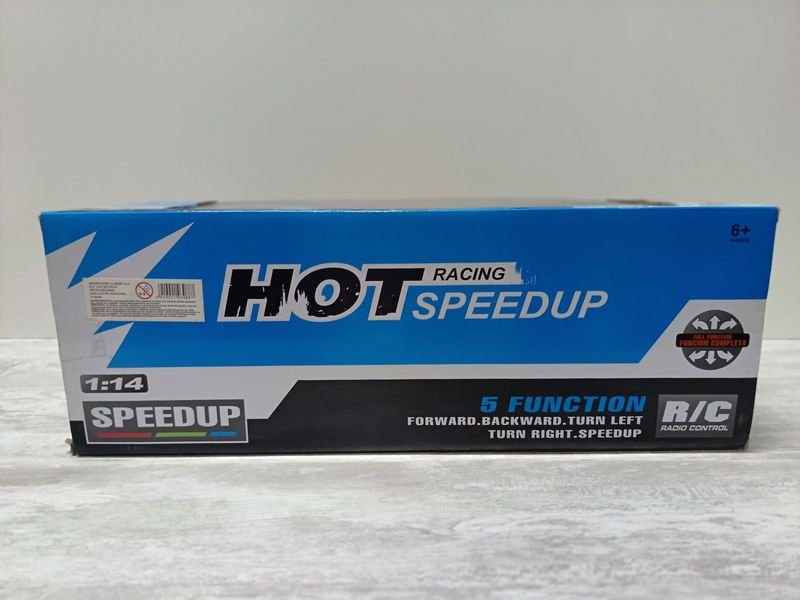 6+
AGES
HOT
RACING
SPEEDUP
FULL FUNCTION
FUNCION COMPLETA
1:14
SPEEDUP
5 FUNCTION
FORWARD.BACKWARD.TURN LEFT
TURN RIGHT.SPEEDUP
R/C
RADIO CONTROL